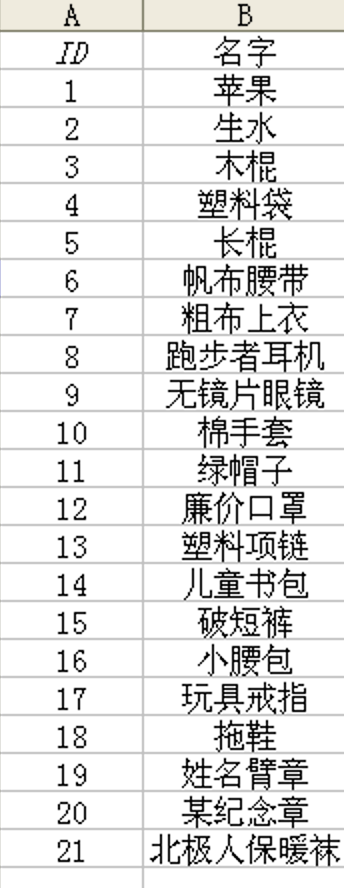 A B
ID 名字
1 苹果
2 生水
3 木棍
4 塑料袋
5 长棍
6 帆布腰带
7 粗布上衣
8 跑步者耳机
9 无镜片眼镜
10 棉手套
11 绿帽子
12 廉价口罩
13 塑料项链
14 儿童书包
15 破短裤
16 小腰包
17 玩具戒指
18 拖鞋
19 姓名臂章
20 某纪念章
21 北极人保暖袜